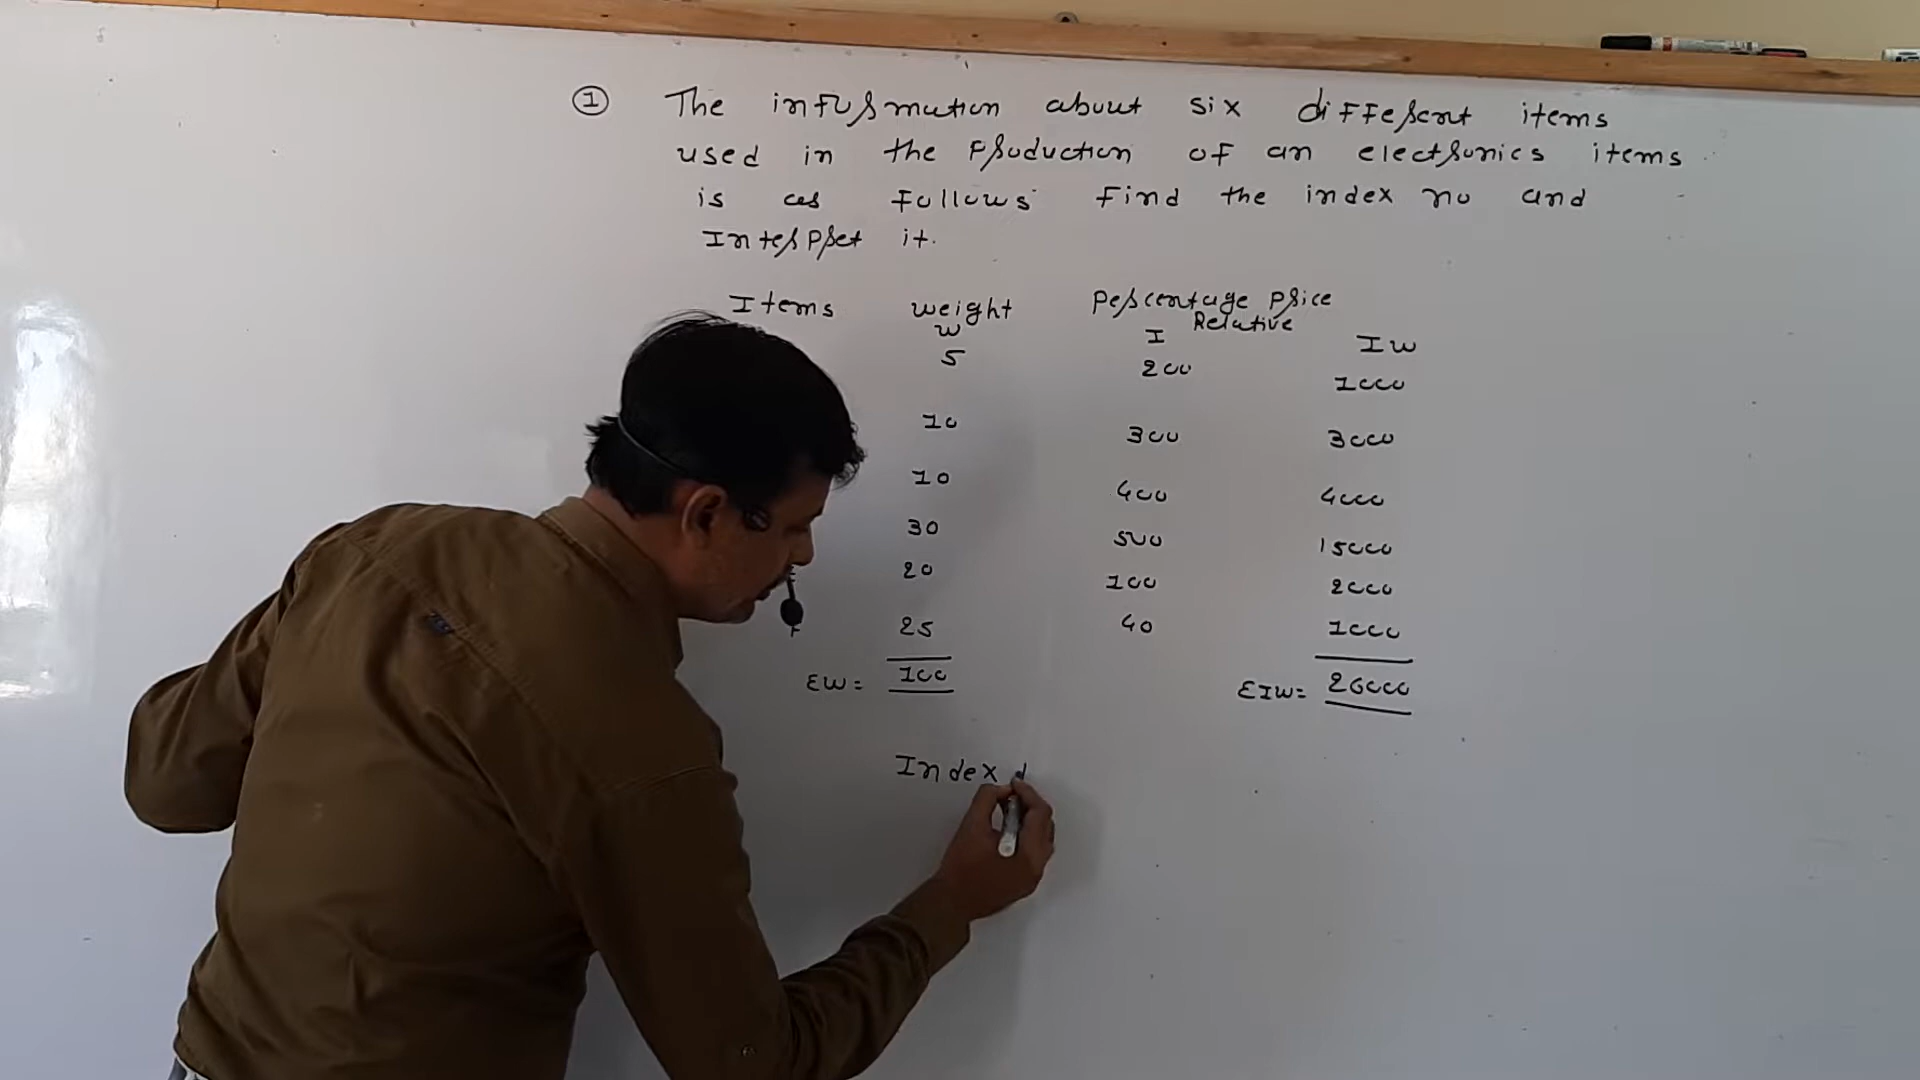 ① The information about six different items
used in the production of an electronics items
is as follows Find the index no and
Interpret it.
Items weight Percentage price
w I Relative Iw
5 200 1000
10 300 3000
10 400 4000
30 500 15000
20 100 2000
F 25 40 1000
Σw= 100 ΣIw= 26000
Index